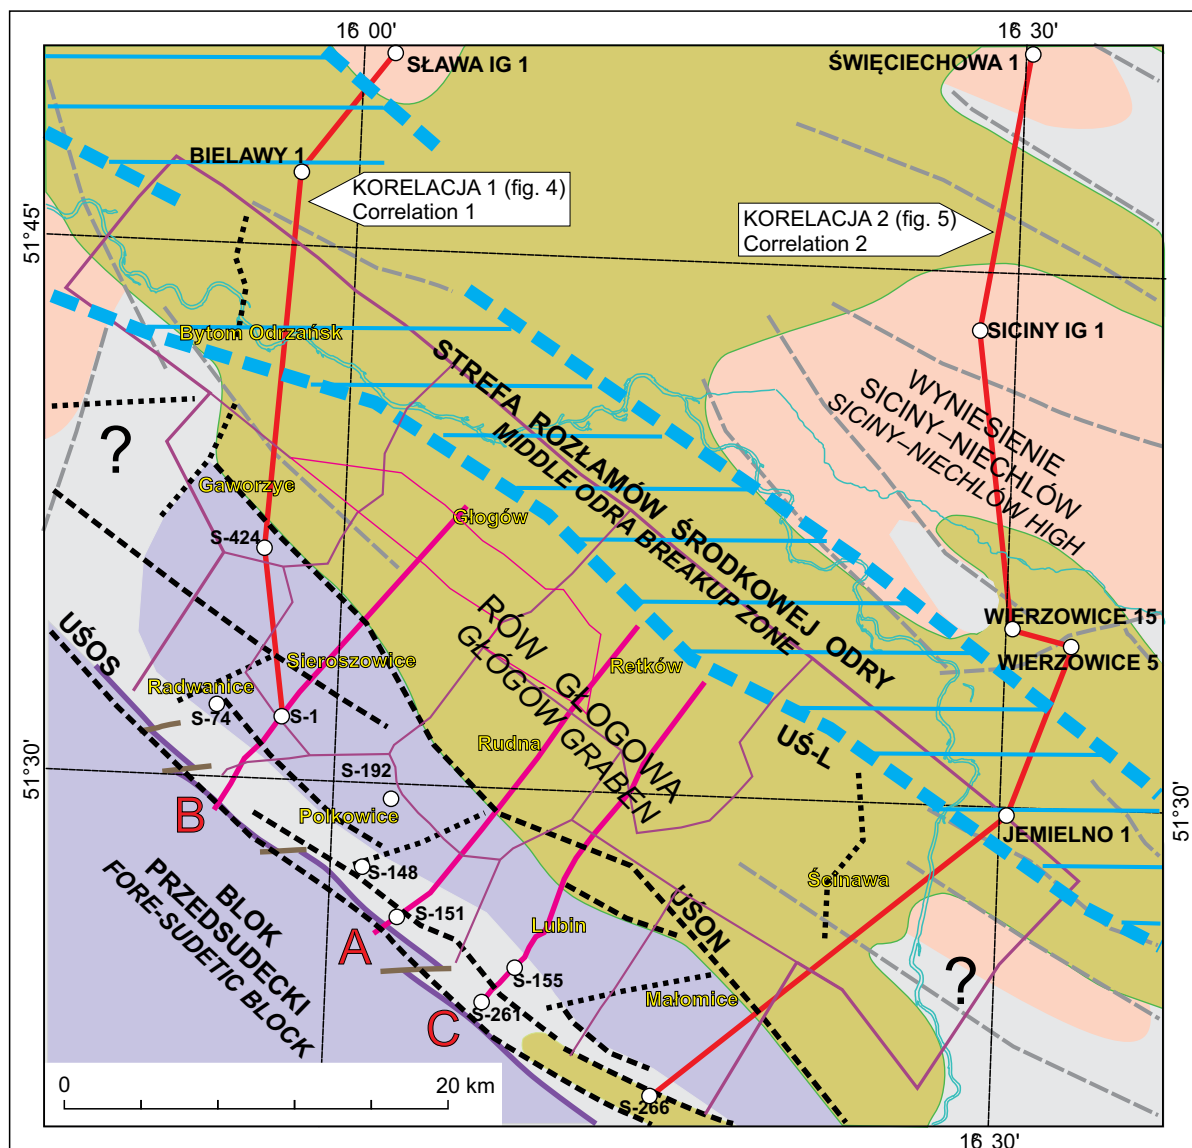 16 00'
16 30'
SŁAWA IG 1
ŚWIĘCIECHOWA 1
BIELAWY 1
KORELACJA 1 (fig. 4)
Correlation 1
KORELACJA 2 (fig. 5)
Correlation 2
51°45'
51°45'
Bytom Odrzańsk
SICINY IG 1
STREFA ROZŁAMÓW ŚRODKOWEJ ODRY
MIDDLE ODRA BREAKUP ZONE
WYNIESIENIE
SICINY–NIECHLÓW
SICINY–NIECHLÓW HIGH
?
Gaworzyce
Głogów
S-424
RÓW GŁOGOWA
GŁOGÓW GRABEN
WIERZOWICE 15
WIERZOWICE 5
UŚOS
Sieroszowice
Retków
Radwanice
S-74
S-1
Rudna
UŚ-L
51°30'
S-192
B
Polkowice
51°30'
JEMIELNO 1
S-148
BLOK
PRZEDSUDECKI
FORE-SUDETIC BLOCK
Ścinawa
S-151
A
Lubin
UŚON
?
S-155
S-261
Małomice
C
0
20 km
S-266
16 30'